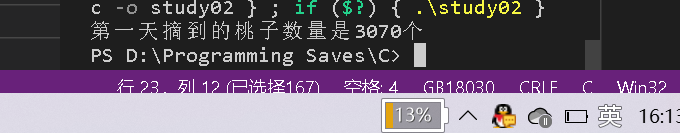 c -o study02 } ; if ($?) { .\study02 }
第一天摘到的桃子数量是3070个
PS D:\Programming Saves\C>
行 23，列 12 (已选择167) 空格: 4 GB18030 CRLF C Win32
13% 英 16:13